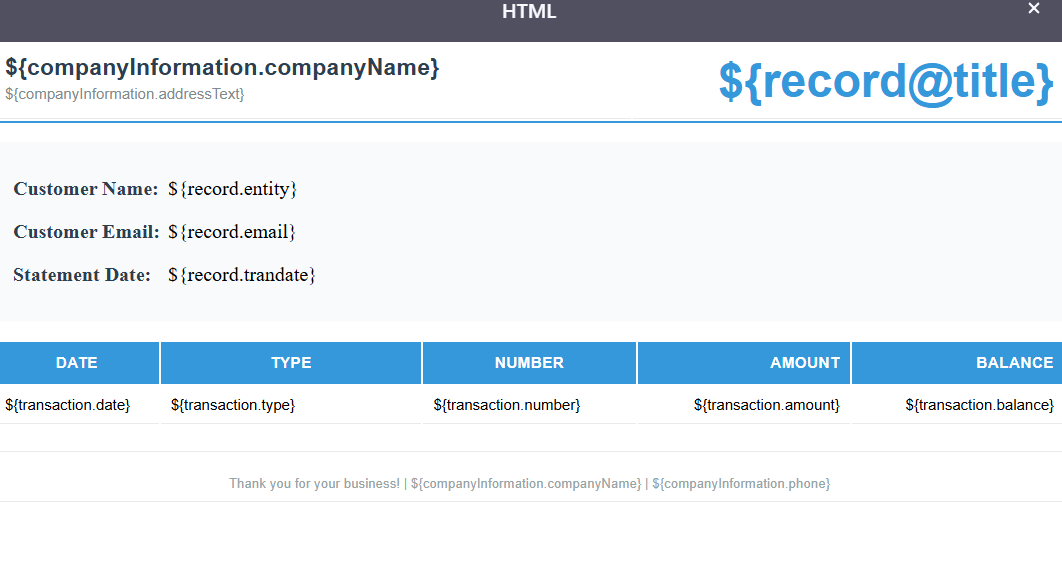 HTML ×
${companyInformation.companyName}
${companyInformation.addressText}
${record@title}
Customer Name: ${record.entity}
Customer Email: ${record.email}
Statement Date: ${record.trandate}
DATE TYPE NUMBER AMOUNT BALANCE
${transaction.date} ${transaction.type} ${transaction.number} ${transaction.amount} ${transaction.balance}
Thank you for your business! | ${companyInformation.companyName} | ${companyInformation.phone}